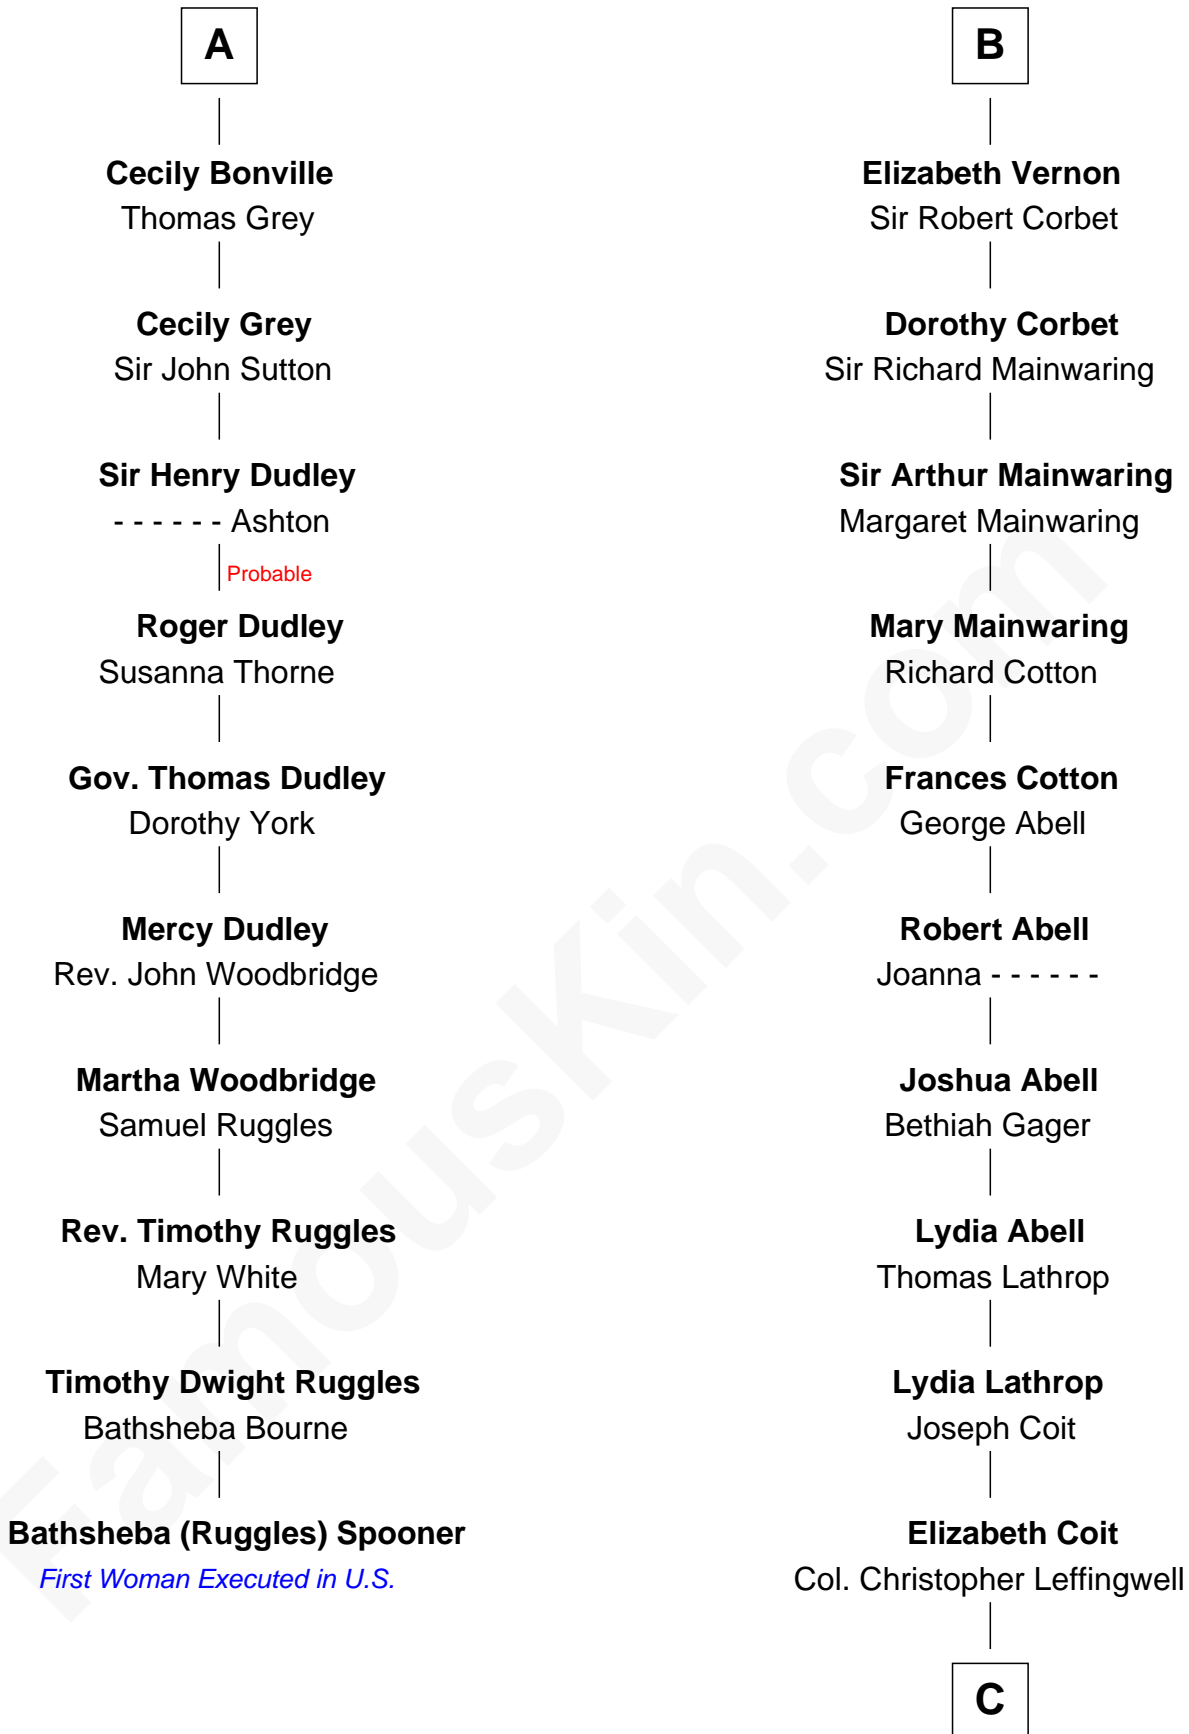 A
Cecily Bonville
Thomas Grey
Cecily Grey
Sir John Sutton
Sir Henry Dudley
- - - - - - Ashton
Probable
Roger Dudley
Susanna Thorne
Gov. Thomas Dudley
Dorothy York
Mercy Dudley
Rev. John Woodbridge
Martha Woodbridge
Samuel Ruggles
Rev. Timothy Ruggles
Mary White
Timothy Dwight Ruggles
Bathsheba Bourne
Bathsheba (Ruggles) Spooner
First Woman Executed in U.S.
B
Elizabeth Vernon
Sir Robert Corbet
Dorothy Corbet
Sir Richard Mainwaring
Sir Arthur Mainwaring
Margaret Mainwaring
Mary Mainwaring
Richard Cotton
Frances Cotton
George Abell
Robert Abell
Joanna - - - - - -
Joshua Abell
Bethiah Gager
Lydia Abell
Thomas Lathrop
Lydia Lathrop
Joseph Coit
Elizabeth Coit
Col. Christopher Leffingwell
C
FamousKin.com